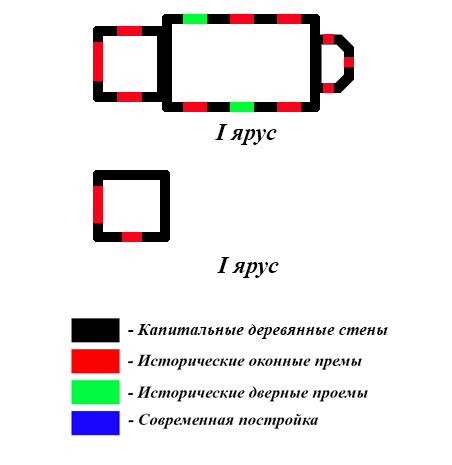 I ярус
I ярус
- Капитальные деревянные стены
- Исторические оконные премы
- Исторические дверные проемы
- Современная постройка